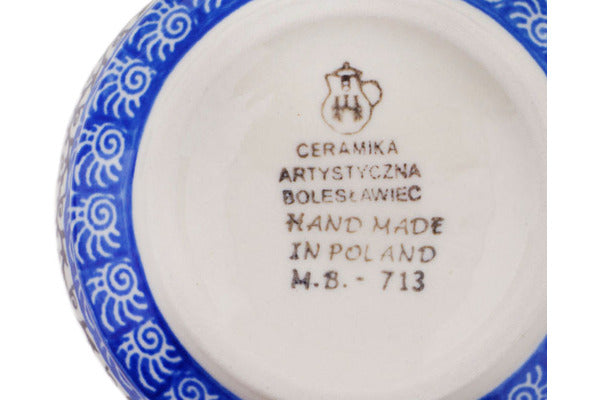 CERAMIKA
ARTYSTYCZNA
BOLESŁAWIEC
HAND MADE
IN POLAND
M.B. - 713